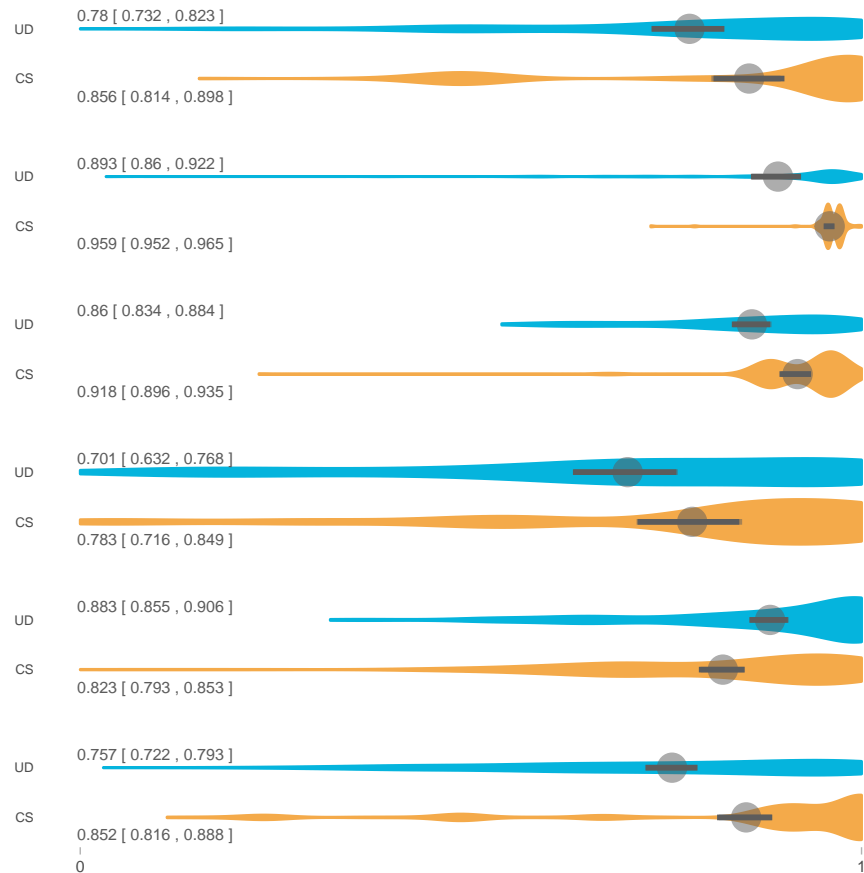 0.78 [ 0.732 , 0.823 ]
UD
CS
0.856 [ 0.814 , 0.898 ]
0.893 [ 0.86 , 0.922 ]
UD
CS
0.959 [ 0.952 , 0.965 ]
0.86 [ 0.834 , 0.884 ]
UD
CS
0.918 [ 0.896 , 0.935 ]
0.701 [ 0.632 , 0.768 ]
UD
CS
0.783 [ 0.716 , 0.849 ]
0.883 [ 0.855 , 0.906 ]
UD
CS
0.823 [ 0.793 , 0.853 ]
0.757 [ 0.722 , 0.793 ]
UD
CS
0.852 [ 0.816 , 0.888 ]
0 1